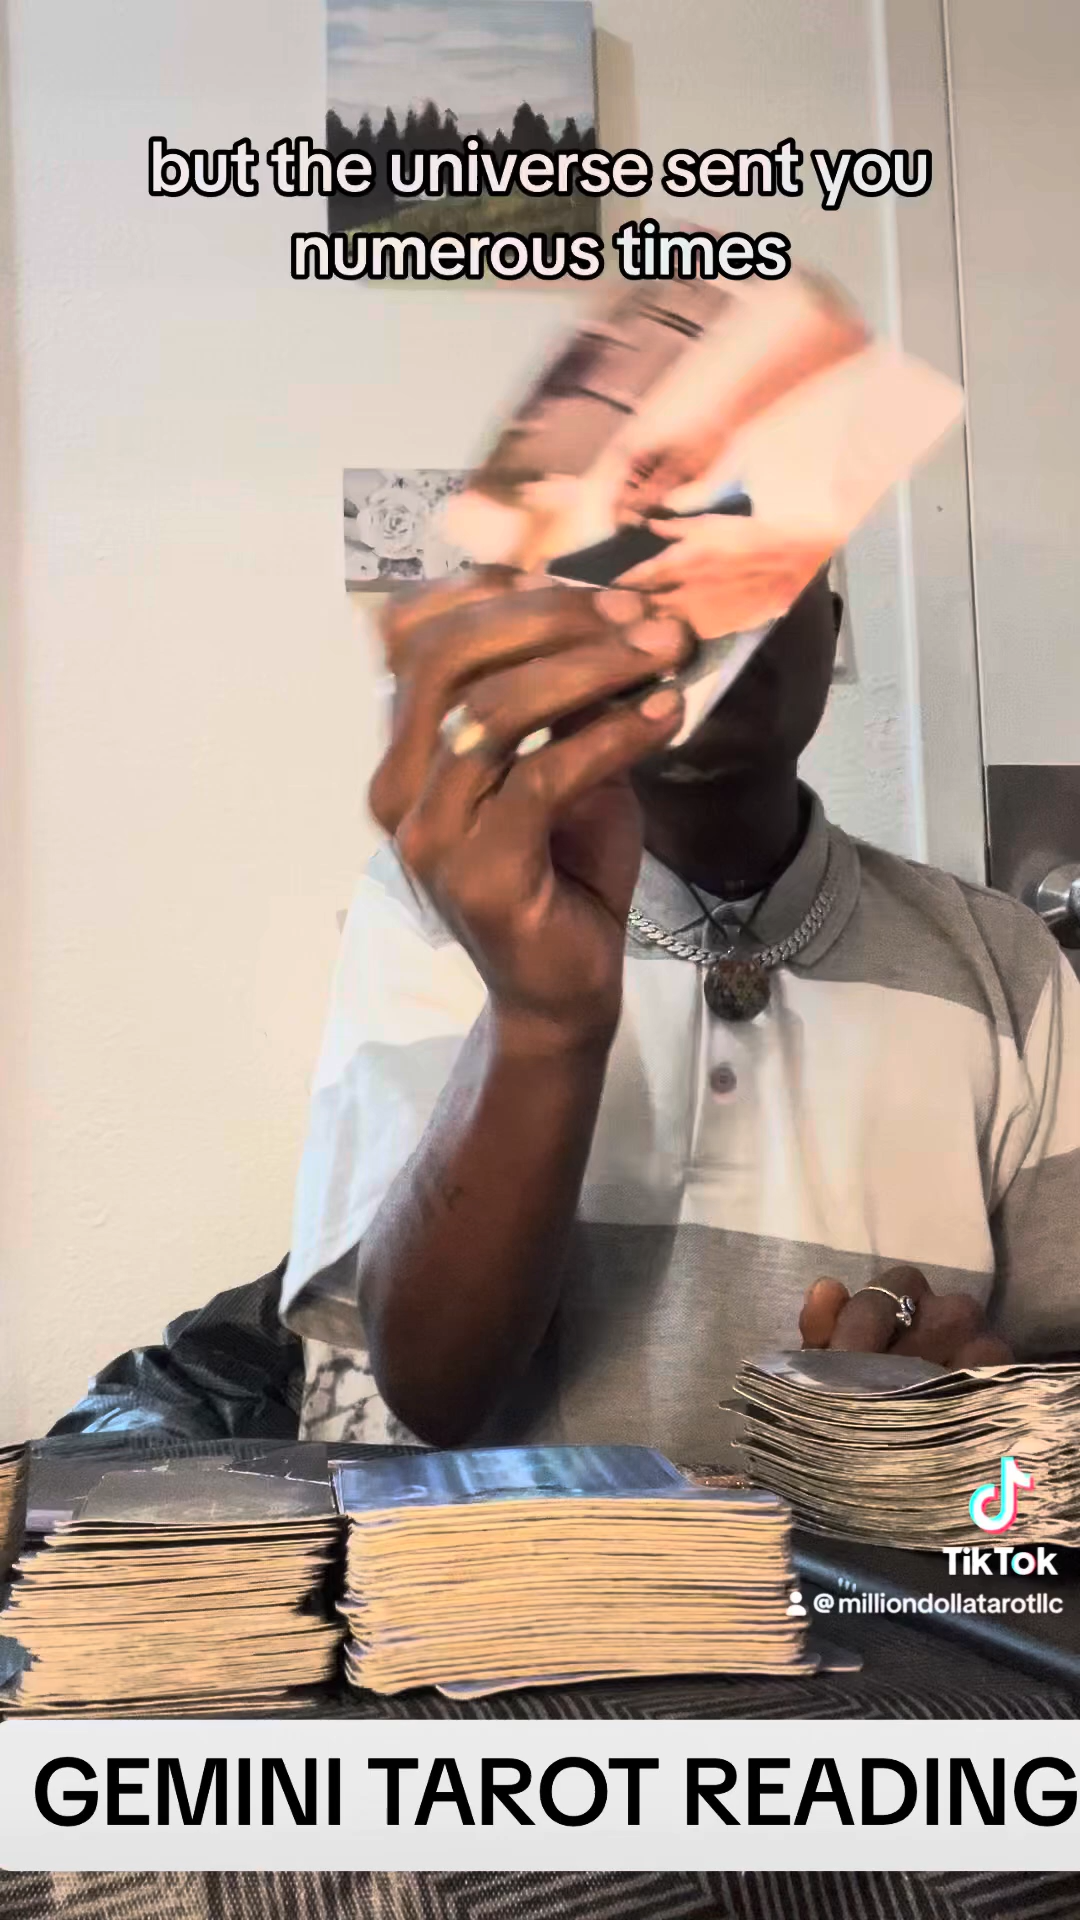 but the universe sent you
numerous times
TikTok
@milliondollatarotllc
GEMINI TAROT READING